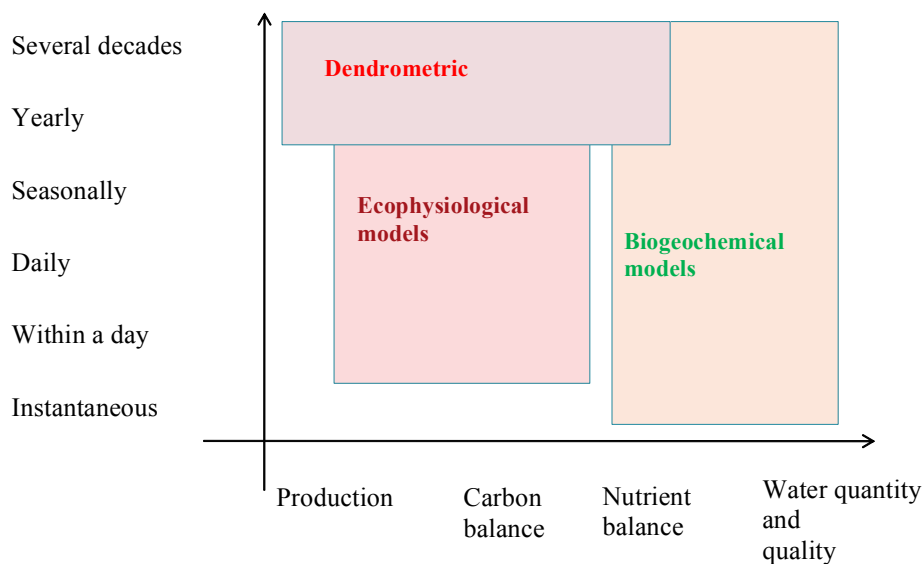 Several decades
Yearly
Seasonally
Daily
Within a day
Instantaneous
Dendrometric
Ecophysiological
models
Biogeochemical
models
Production
Carbon
balance
Nutrient
balance
Water quantity
and
quality